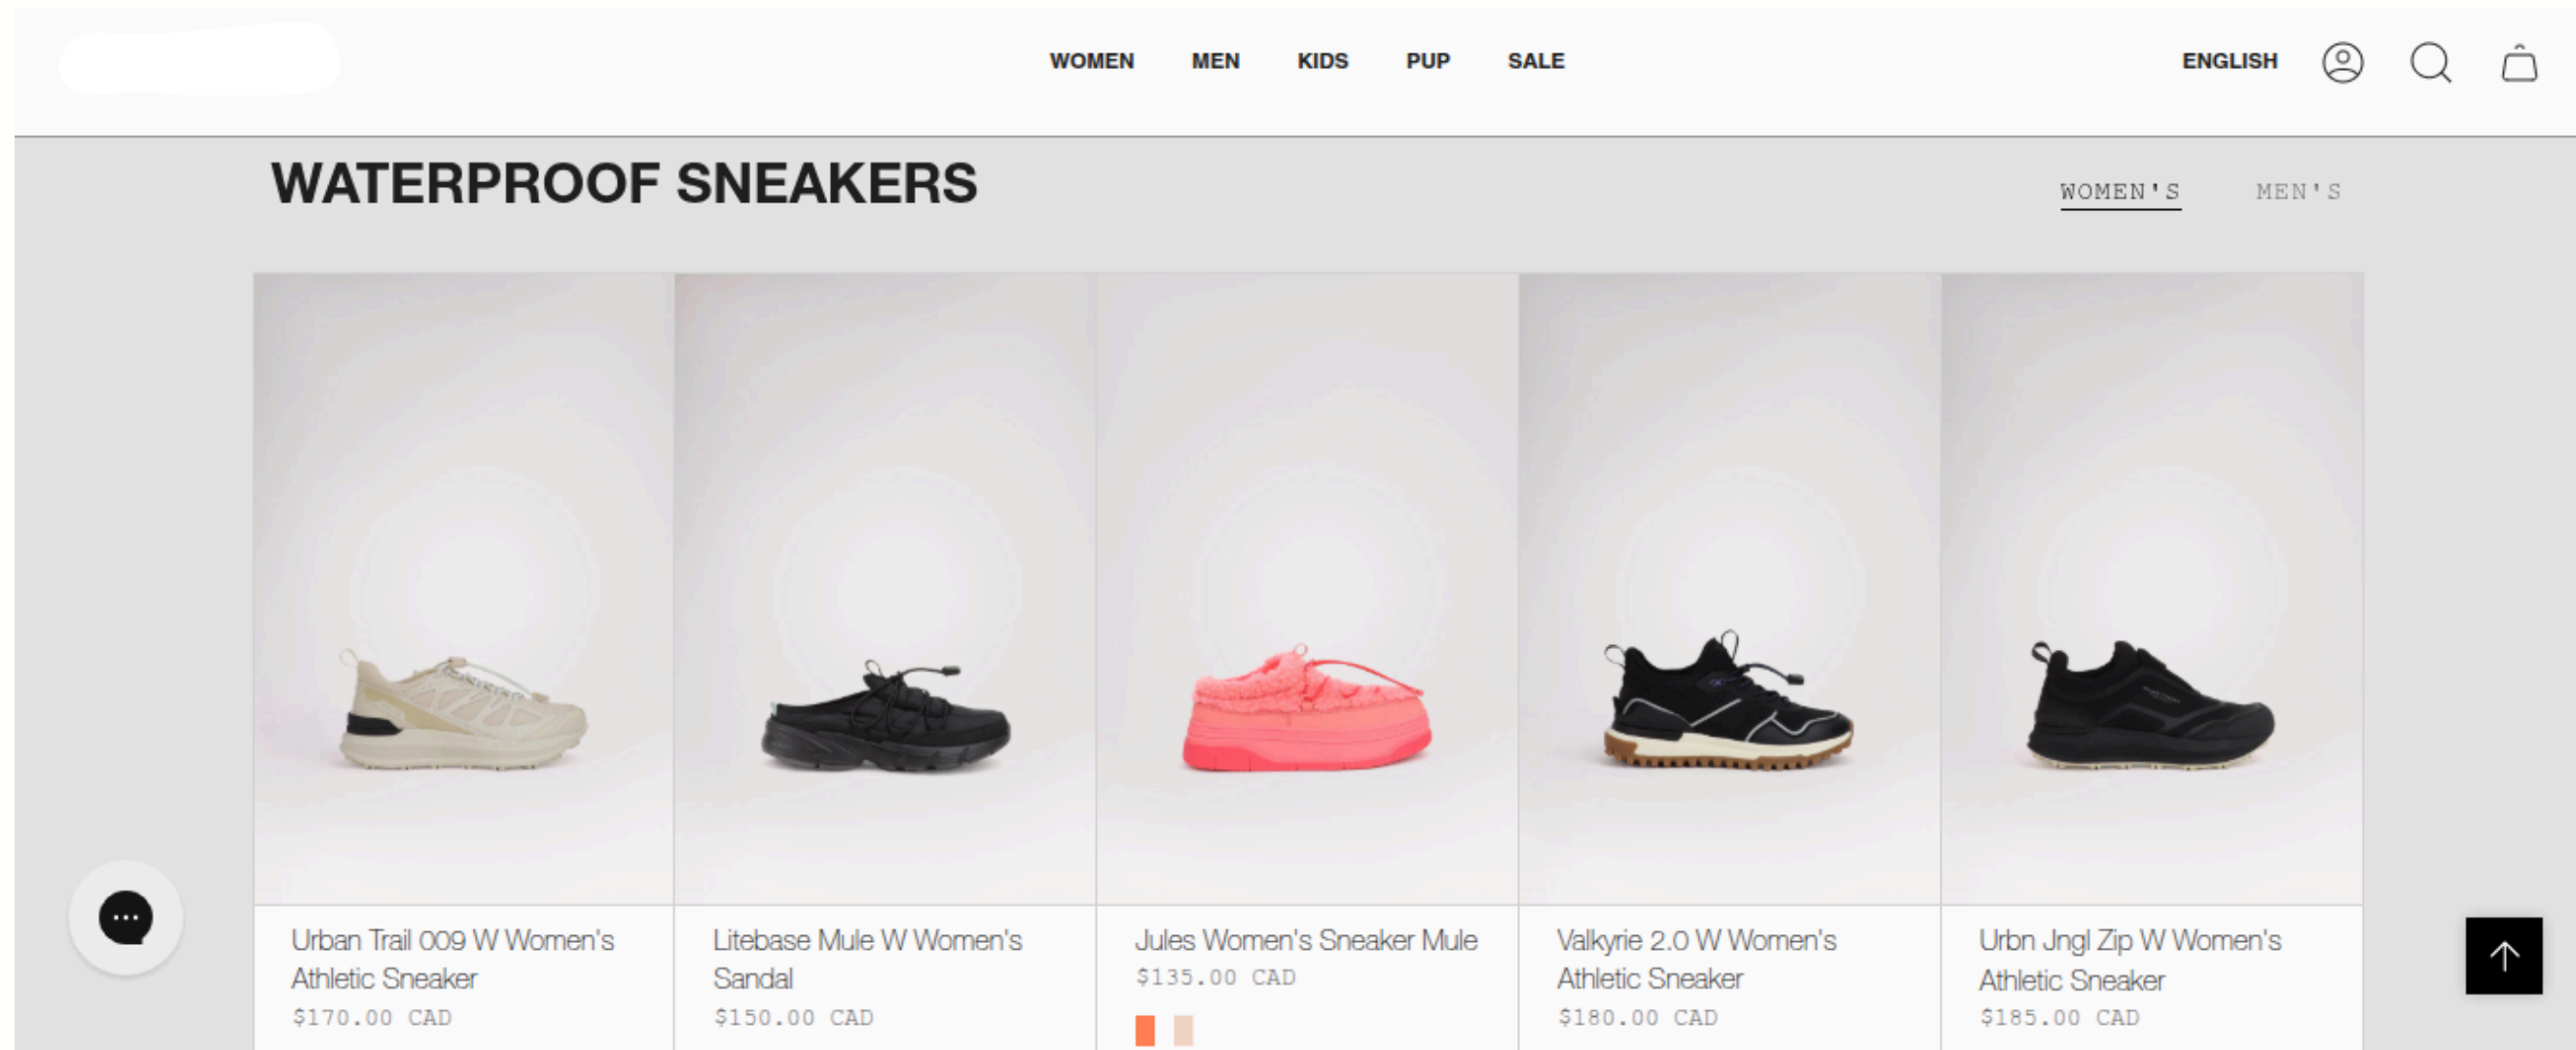 WOMEN MEN KIDS PUP SALE ENGLISH
WATERPROOF SNEAKERS
WOMEN'S MEN'S
Urban Trail 009 W Women's
Athletic Sneaker
$170.00 CAD
Litebase Mule W Women's
Sandal
$150.00 CAD
Jules Women's Sneaker Mule
$135.00 CAD
Valkyrie 2.0 W Women's
Athletic Sneaker
$180.00 CAD
Urbn Jngl Zip W Women's
Athletic Sneaker
$185.00 CAD